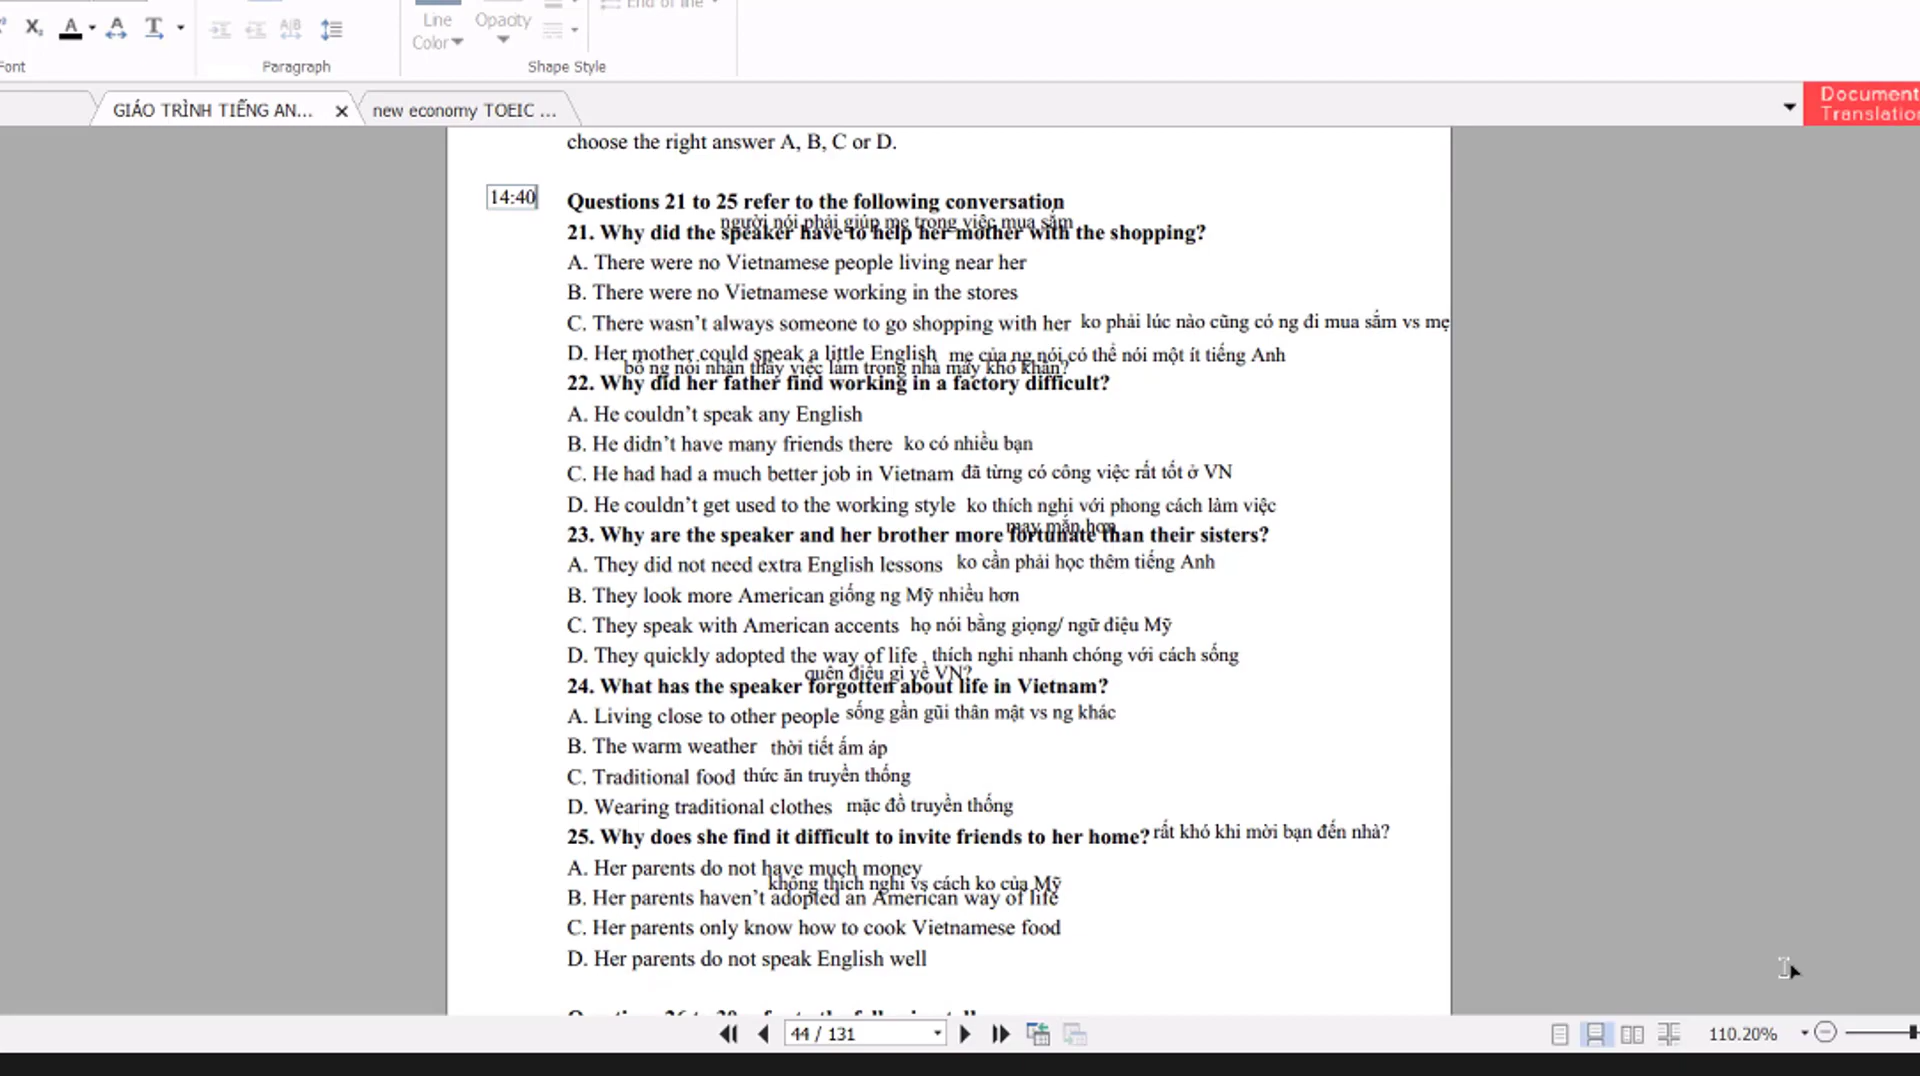 End of line
Line
Color
Opacity
Font
Paragraph
Shape Style
GIÁO TRÌNH TIẾNG AN...
new economy TOEIC ...
Document
Translation
choose the right answer A, B, C or D.
14:40
Questions 21 to 25 refer to the following conversation
người nói phải giúp mẹ trong việc mua sắm
21. Why did the speaker have to help her mother with the shopping?
A. There were no Vietnamese people living near her
B. There were no Vietnamese working in the stores
C. There wasn't always someone to go shopping with her ko phải lúc nào cũng có ng đi mua sắm vs mẹ
D. Her mother could speak a little English mẹ của ng nói có thể nói một ít tiếng Anh
bố ng nói nhận thấy việc làm trong nhà máy khó khăn?
22. Why did her father find working in a factory difficult?
A. He couldn't speak any English
B. He didn't have many friends there ko có nhiều bạn
C. He had had a much better job in Vietnam đã từng có công việc rất tốt ở VN
D. He couldn't get used to the working style ko thích nghi với phong cách làm việc
may mắn hơn
23. Why are the speaker and her brother more fortunate than their sisters?
A. They did not need extra English lessons ko cần phải học thêm tiếng Anh
B. They look more American giống ng Mỹ nhiều hơn
C. They speak with American accents họ nói bằng giọng/ ngữ điệu Mỹ
D. They quickly adopted the way of life thích nghi nhanh chóng với cách sống
quên điều gì về VN?
24. What has the speaker forgotten about life in Vietnam?
A. Living close to other people sống gần gũi thân mật vs ng khác
B. The warm weather thời tiết ấm áp
C. Traditional food thức ăn truyền thống
D. Wearing traditional clothes mặc đồ truyền thống
25. Why does she find it difficult to invite friends to her home? rất khó khi mời bạn đến nhà?
A. Her parents do not have much money
không thích nghi vs cách ko của Mỹ
B. Her parents haven't adopted an American way of life
C. Her parents only know how to cook Vietnamese food
D. Her parents do not speak English well
44 / 131
110.20%